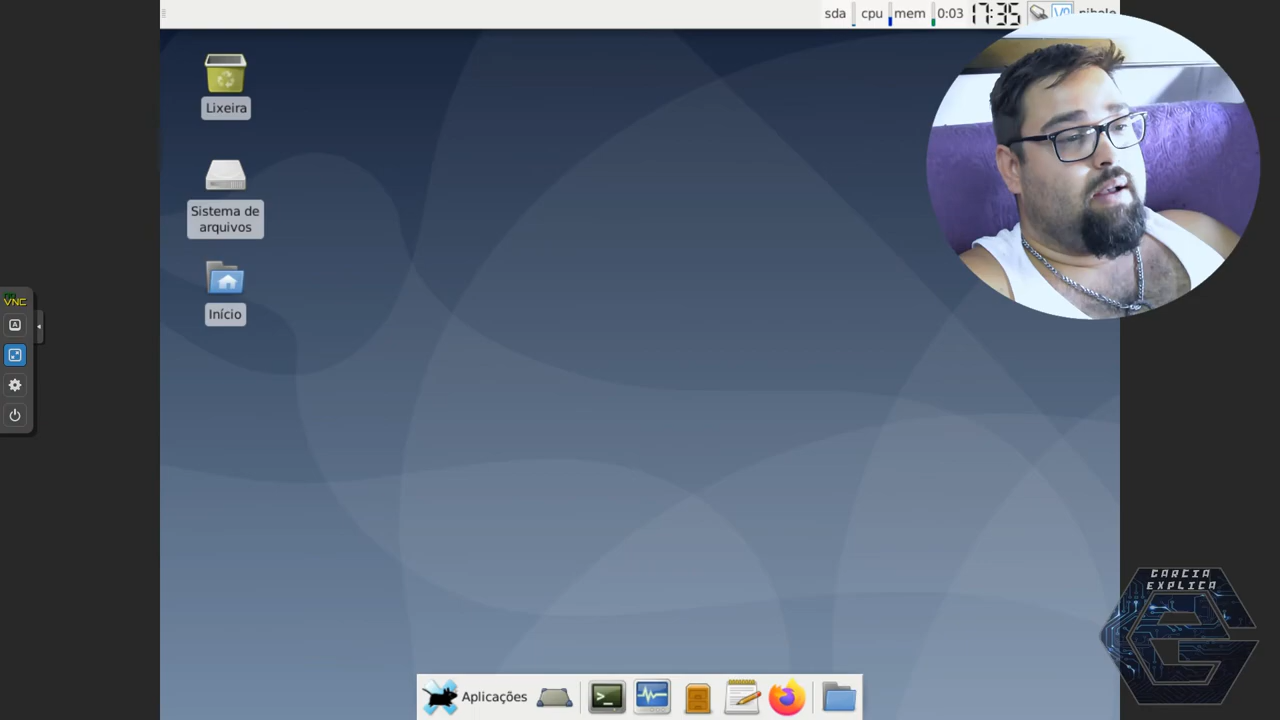 sda cpu mem 0:03 17:35
Lixeira
Sistema de
arquivos
Início
VNC
A
GARCIA
EXPLICA
Aplicações